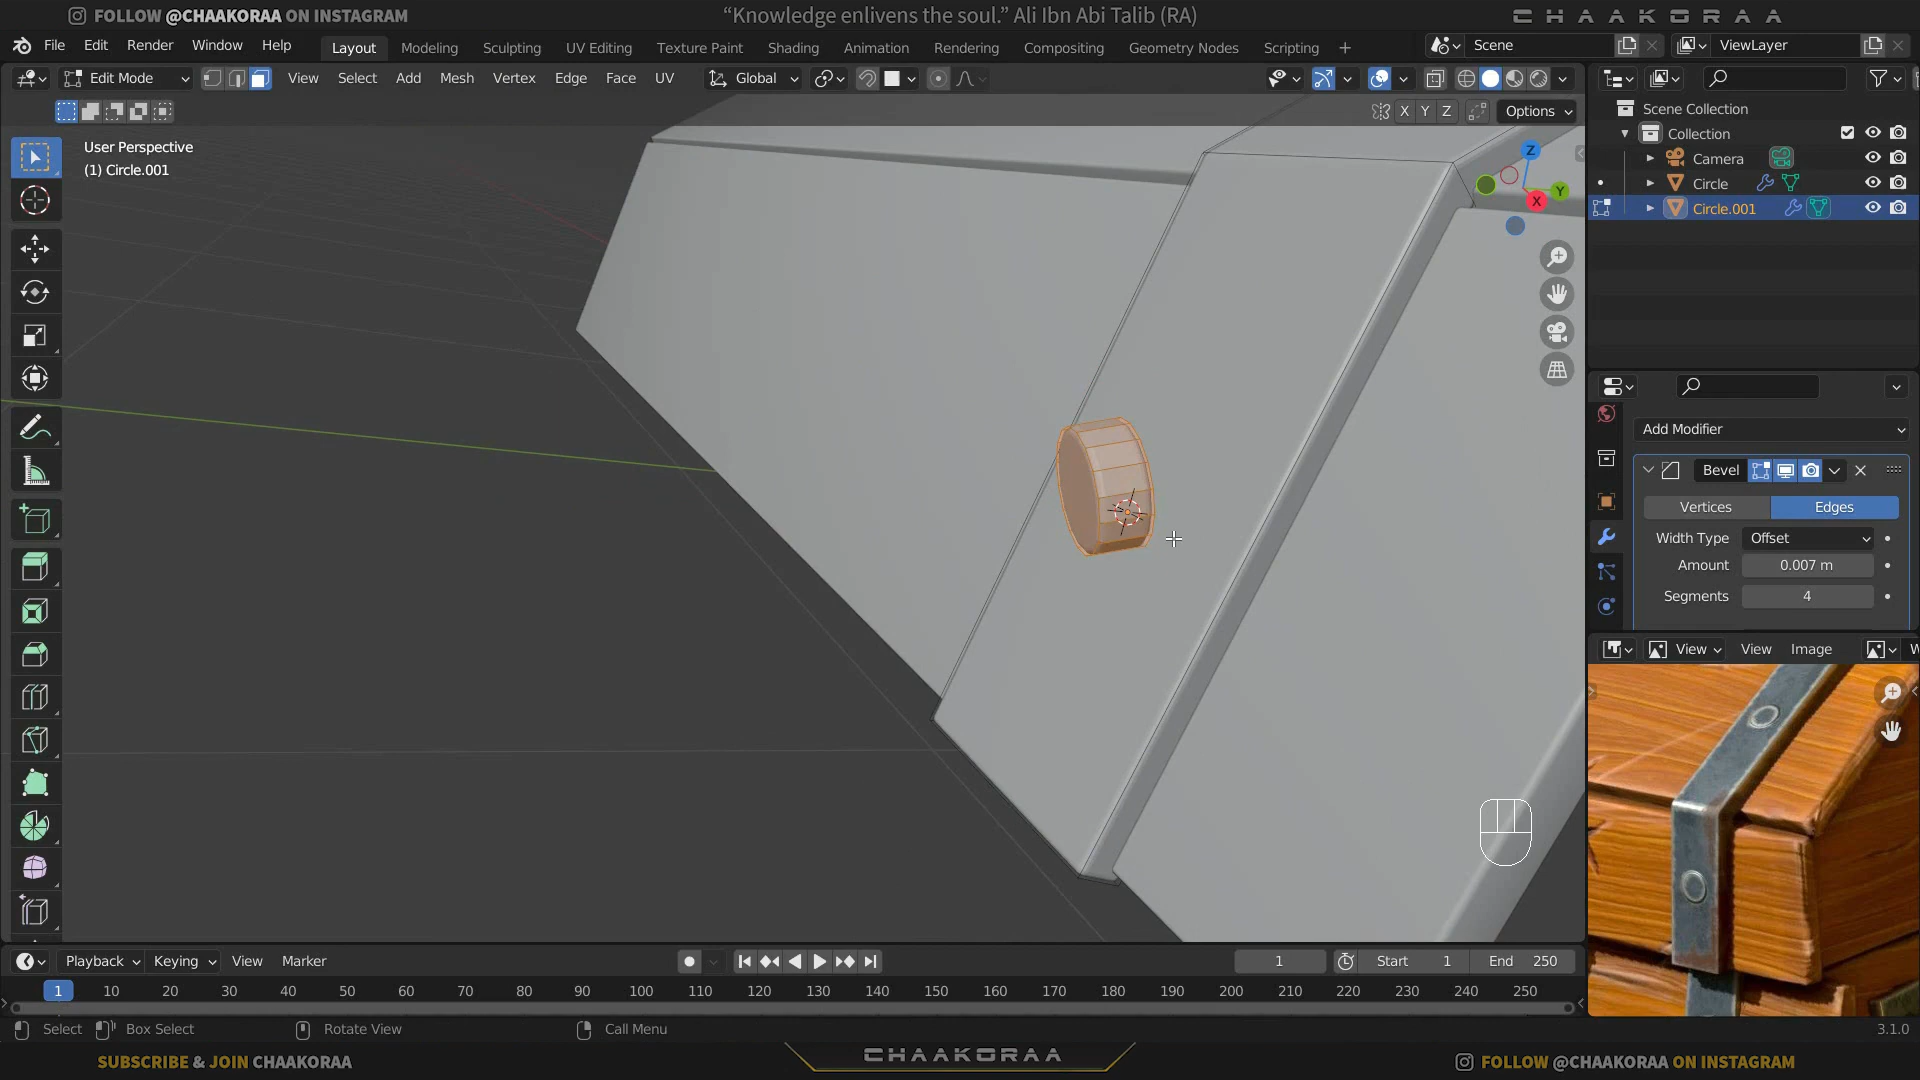 FOLLOW @CHAAKORAA ON INSTAGRAM
“Knowledge enlivens the soul.” Ali Ibn Abi Talib (RA)
CHAAKORAA
File Edit Render Window Help
Layout Modeling Sculpting UV Editing Texture Paint Shading Animation Rendering Compositing Geometry Nodes Scripting
Scene
ViewLayer
Edit Mode
View Select Add Mesh Vertex Edge Face UV
Global
X Y Z
Options
User Perspective
(1) Circle.001
Z
Y
X
Scene Collection
Collection
Camera
Circle
Circle.001
Add Modifier
Bevel
Vertices Edges
Width Type Offset
Amount 0.007 m
Segments 4
View View Image
Playback Keying View Marker
1
Start 1
End 250
1 10 20 30 40 50 60 70 80 90 100 110 120 130 140 150 160 170 180 190 200 210 220 230 240 250
Select Box Select Rotate View Call Menu
3.1.0
SUBSCRIBE & JOIN CHAAKORAA
CHAAKORAA
FOLLOW @CHAAKORAA ON INSTAGRAM